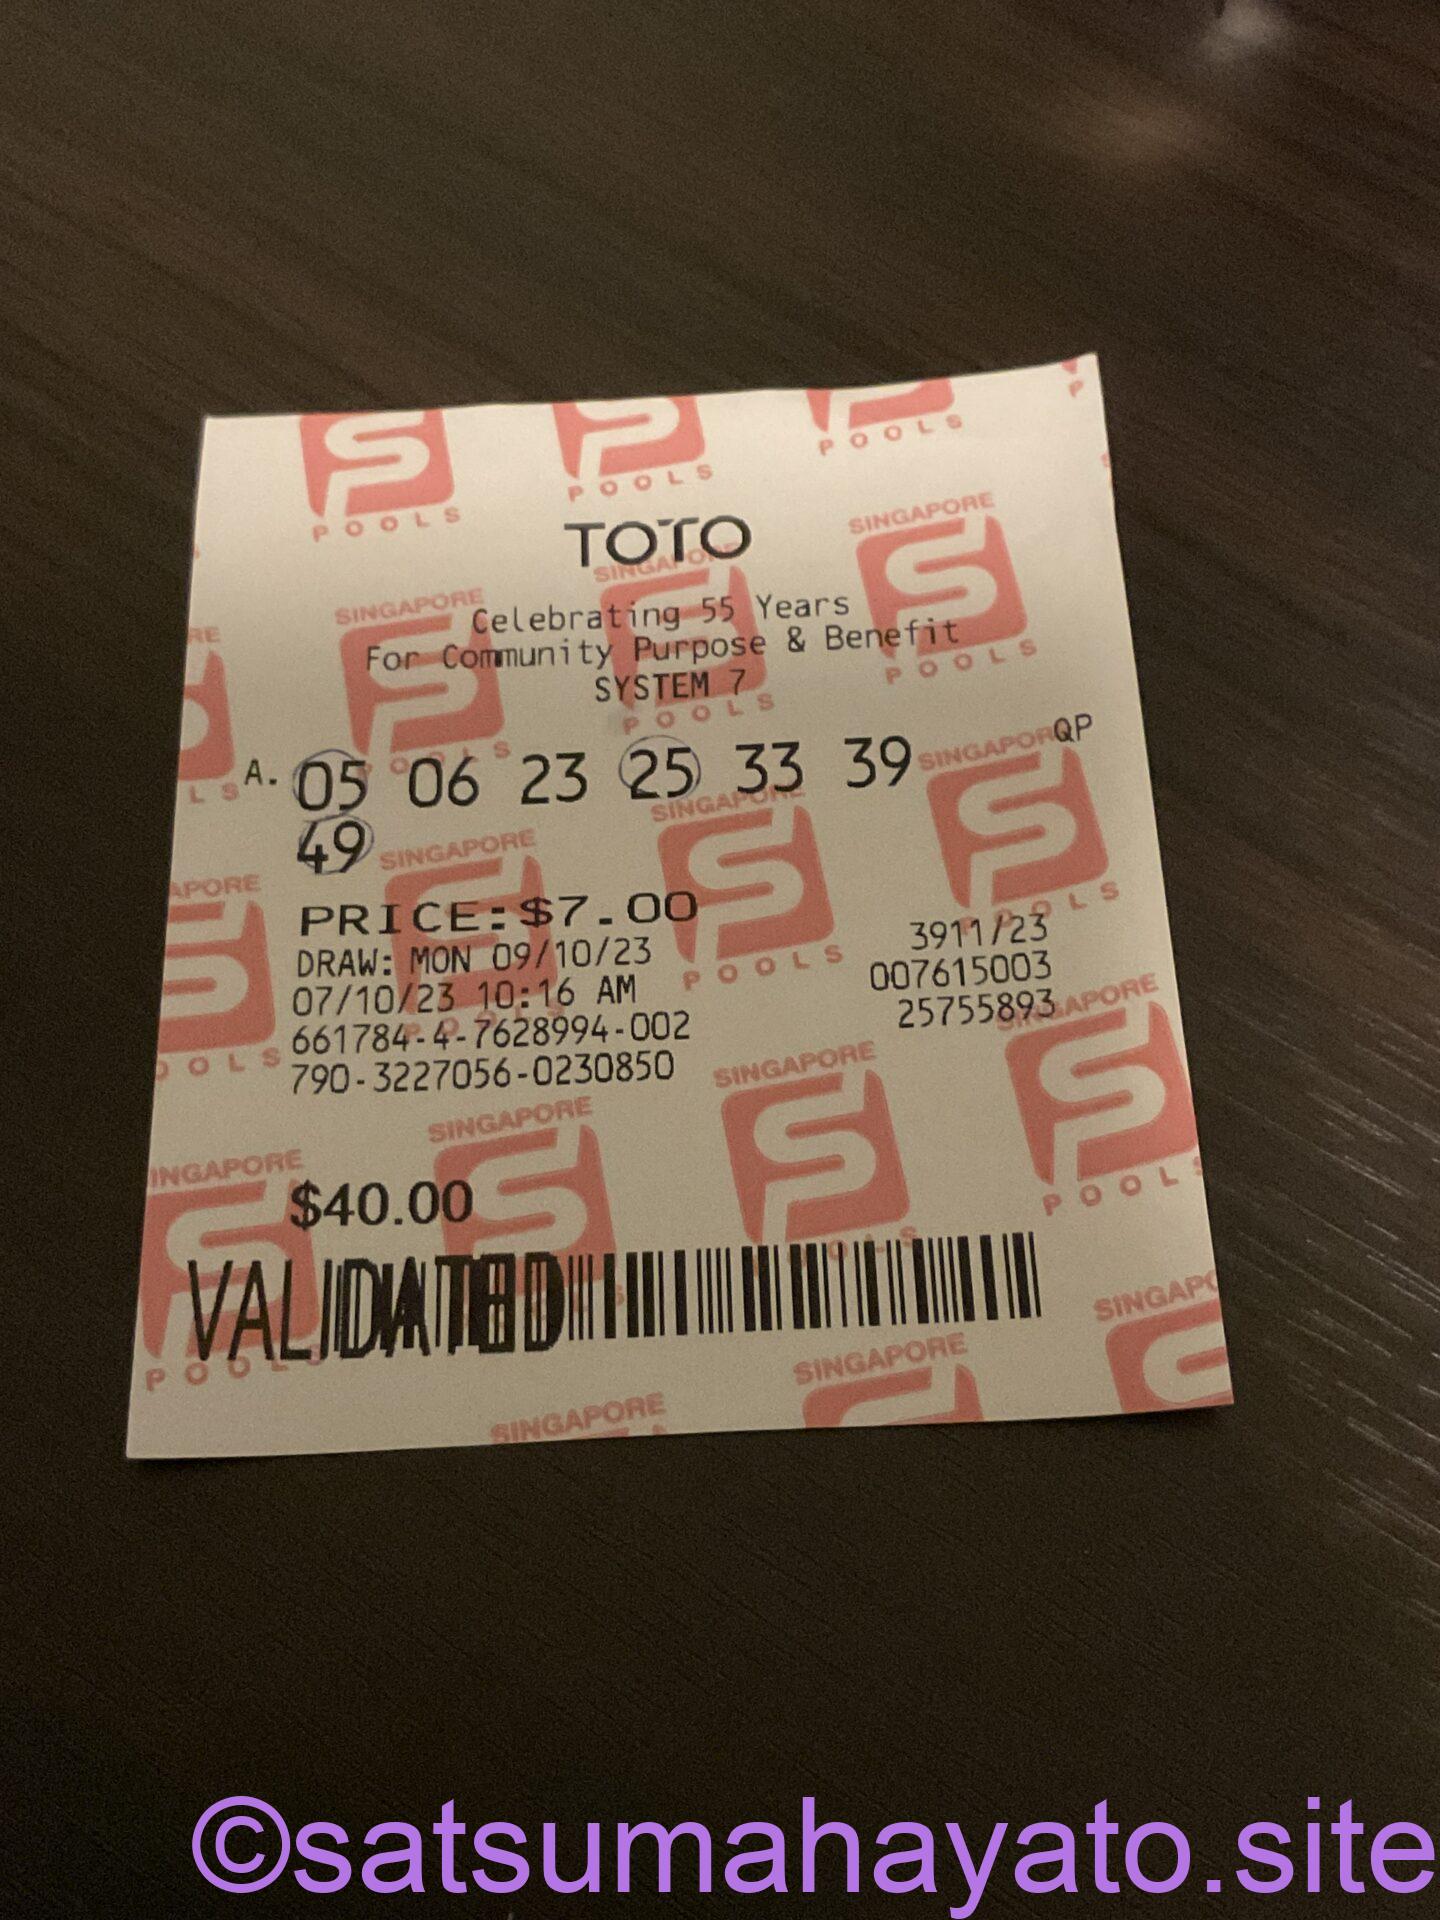 TOTO
Celebrating 55 Years
For Community Purpose & Benefit
SYSTEM 7
QP
A. 05 06 23 25 33 39
49
PRICE:$7.00
DRAW: MON 09/10/23 3911/23
07/10/23 10:16 AM 007615003
661784-4-7628994-002 25755893
790-3227056-0230850
$40.00
VALIDATED
SINGAPORE
POOLS
©satsumahayato.site